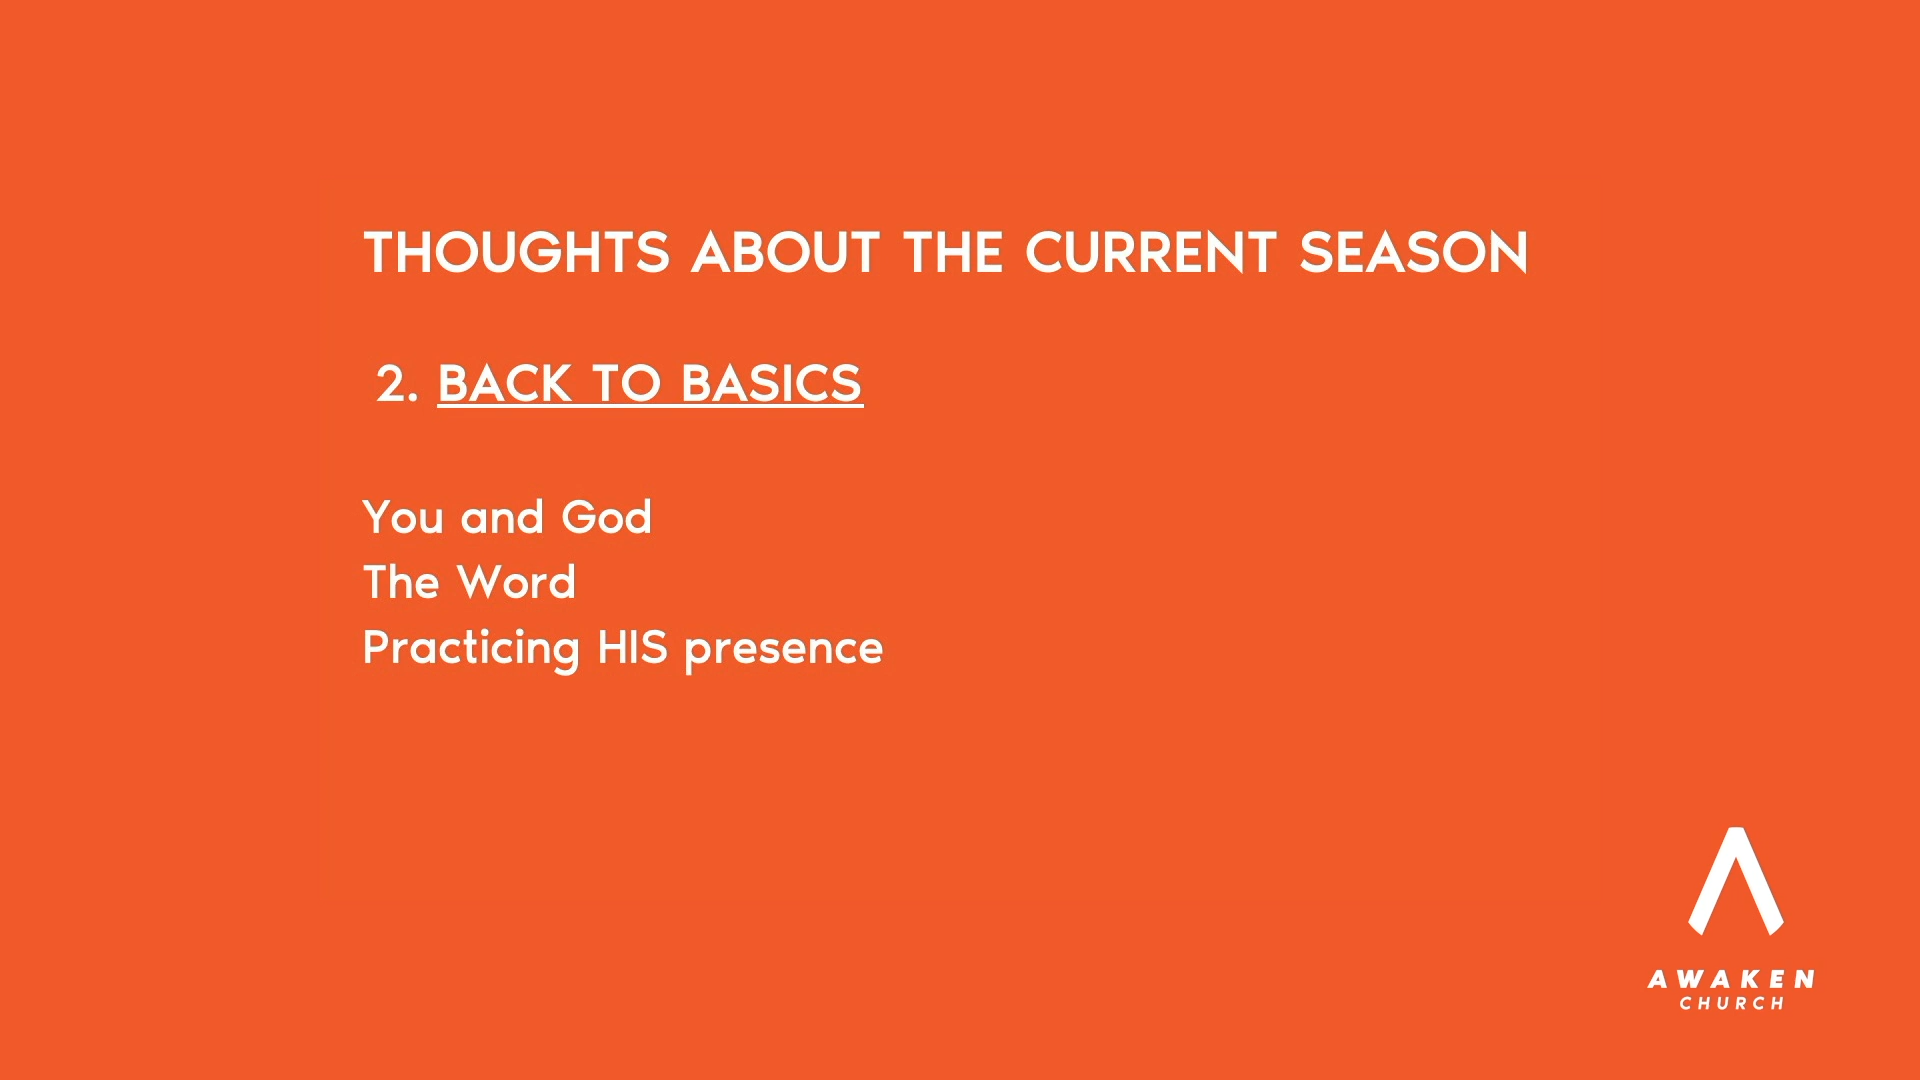 THOUGHTS ABOUT THE CURRENT SEASON
2. BACK TO BASICS
You and God
The Word
Practicing HIS presence
AWAKEN
CHURCH